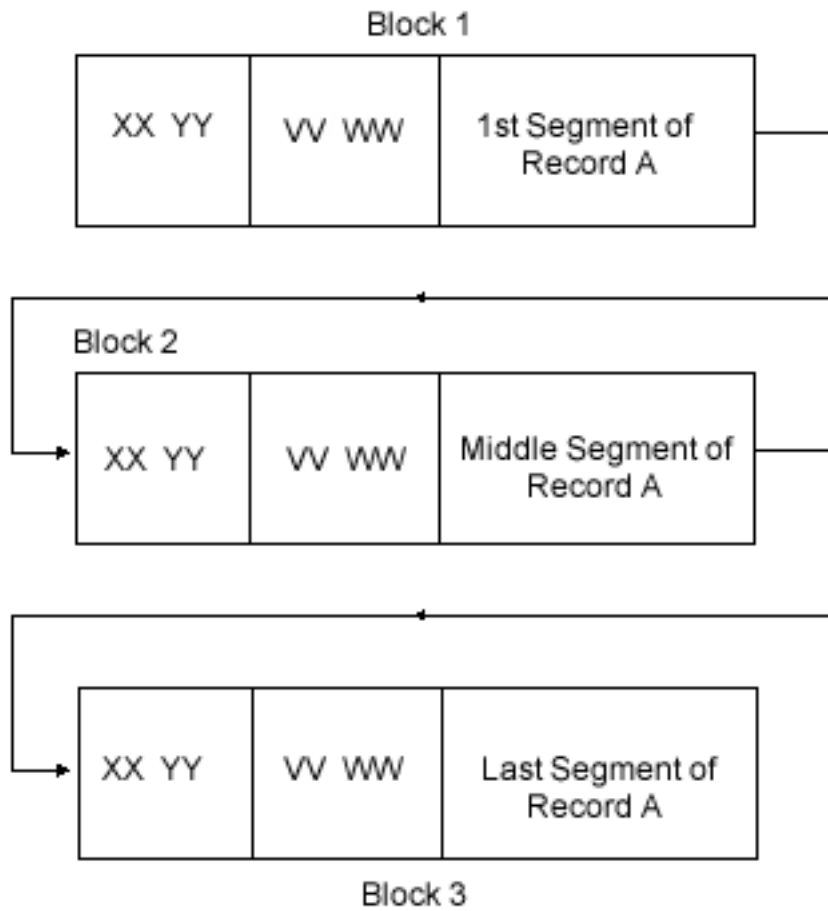 Block 1
XX YY
VV WW
1st Segment of
Record A
Block 2
XX YY
VV WW
Middle Segment of
Record A
XX YY
VV WW
Last Segment of
Record A
Block 3